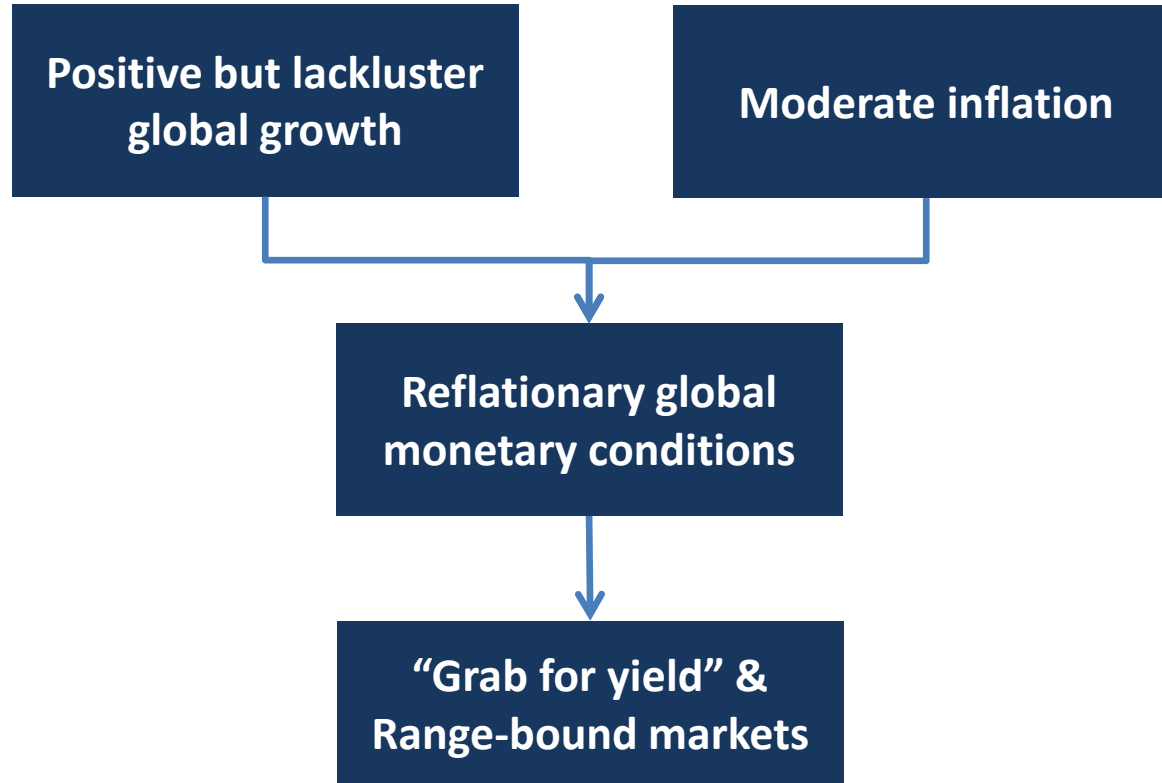 Positive but lackluster
global growth
Moderate inflation
Reflationary global
monetary conditions
“Grab for yield” &
Range-bound markets